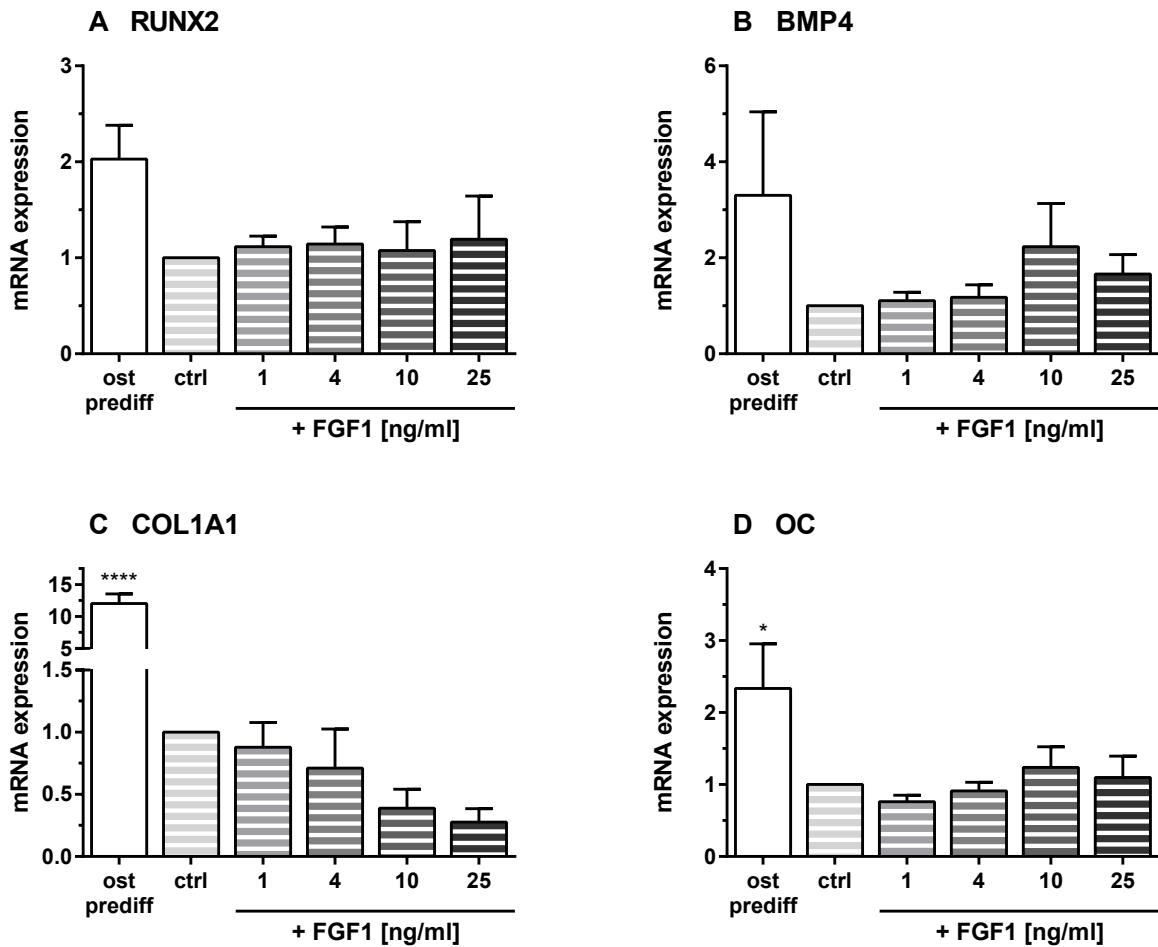 A RUNX2
mRNA expression
3
2
1
0
ost prediff
ctrl
1
4
10
25
+ FGF1 [ng/ml]
B BMP4
mRNA expression
6
4
2
0
ost prediff
ctrl
1
4
10
25
+ FGF1 [ng/ml]
C COL1A1
mRNA expression
15
10
5
1.5
1.0
0.5
0.0
****
ost prediff
ctrl
1
4
10
25
+ FGF1 [ng/ml]
D OC
mRNA expression
4
3
2
1
0
*
ost prediff
ctrl
1
4
10
25
+ FGF1 [ng/ml]